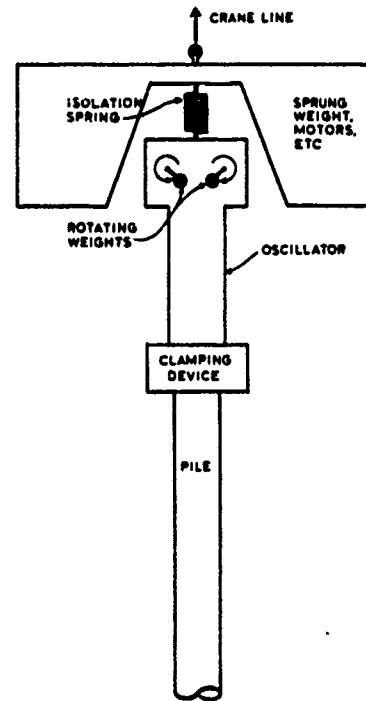 CRANE LINE
ISOLATION
SPRING
SPRUNG
WEIGHT,
MOTORS,
ETC
ROTATING
WEIGHTS
OSCILLATOR
CLAMPING
DEVICE
PILE